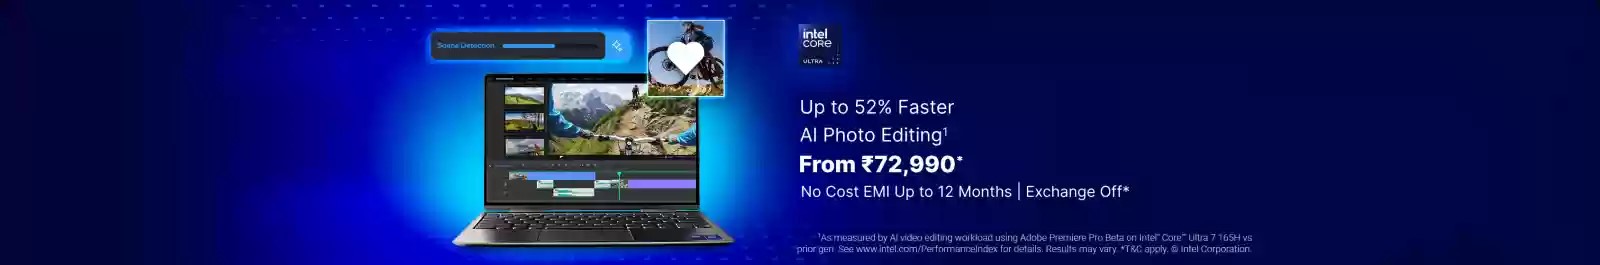 Scene Detection
intel
CORE
ULTRA
Up to 52% Faster
AI Photo Editing¹
From ₹72,990*
No Cost EMI Up to 12 Months | Exchange Off*
¹As measured by AI video editing workload using Adobe Premiere Pro Beta on Intel® Core™ Ultra 7 165H vs
prior gen. See www.intel.com/PerformanceIndex for details. Results may vary. *T&C apply. © Intel Corporation.